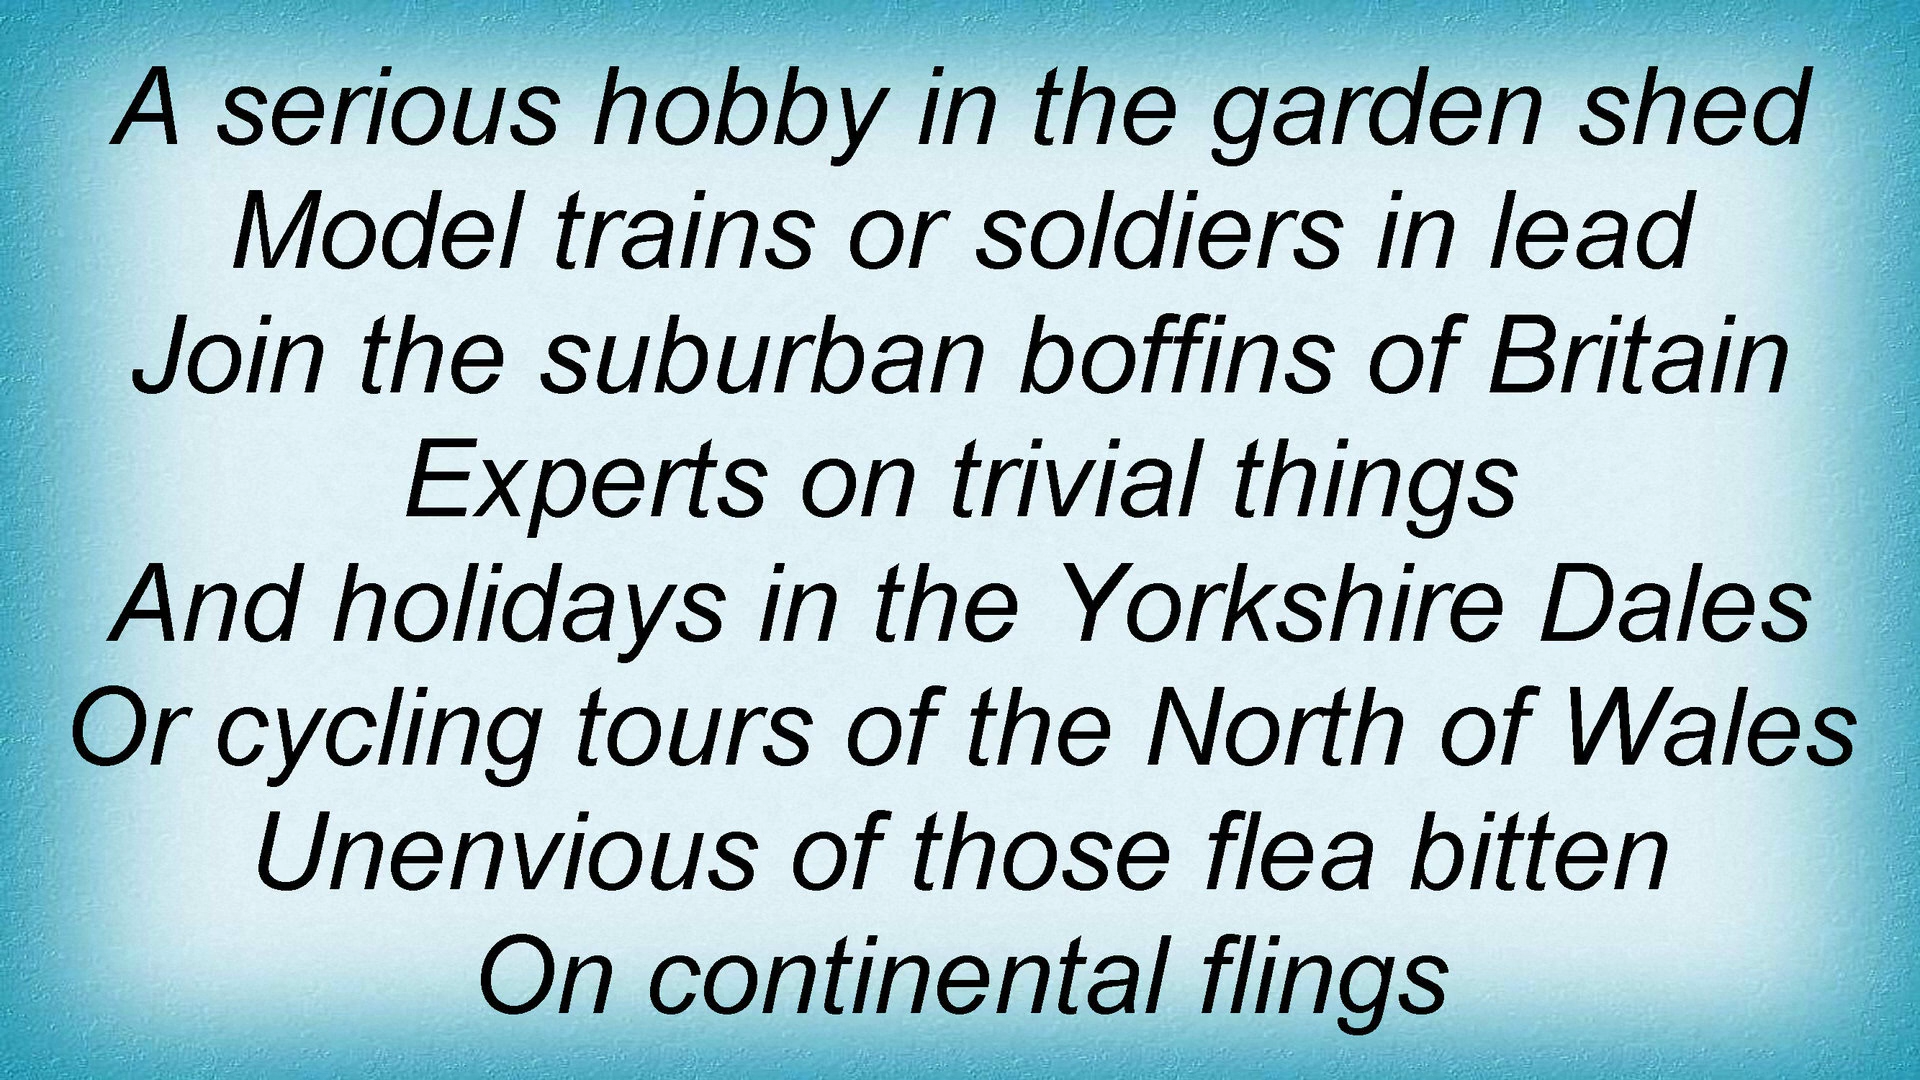 A serious hobby in the garden shed
Model trains or soldiers in lead
Join the suburban boffins of Britain
Experts on trivial things
And holidays in the Yorkshire Dales
Or cycling tours of the North of Wales
Unenvious of those flea bitten
On continental flings